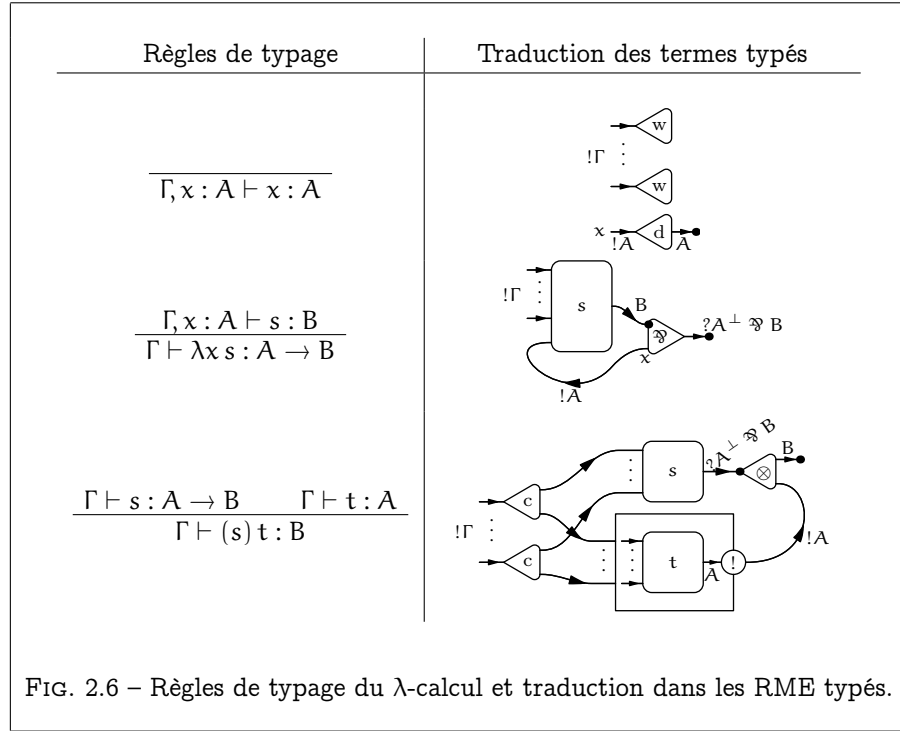 Règles de typage
Traduction des termes typés
Γ, x : A ⊢ x : A
w
!Γ
w
x !A d A
Γ, x : A ⊢ s : B
Γ ⊢ λx s : A → B
!Γ s B
⅋ ?A⊥ ⅋ B
x
!A
Γ ⊢ s : A → B Γ ⊢ t : A
Γ ⊢ (s) t : B
s ?A⊥ ⅋ B ⊗ B
c
!Γ
c
t A ! !A
FIG. 2.6 – Règles de typage du λ-calcul et traduction dans les RME typés.